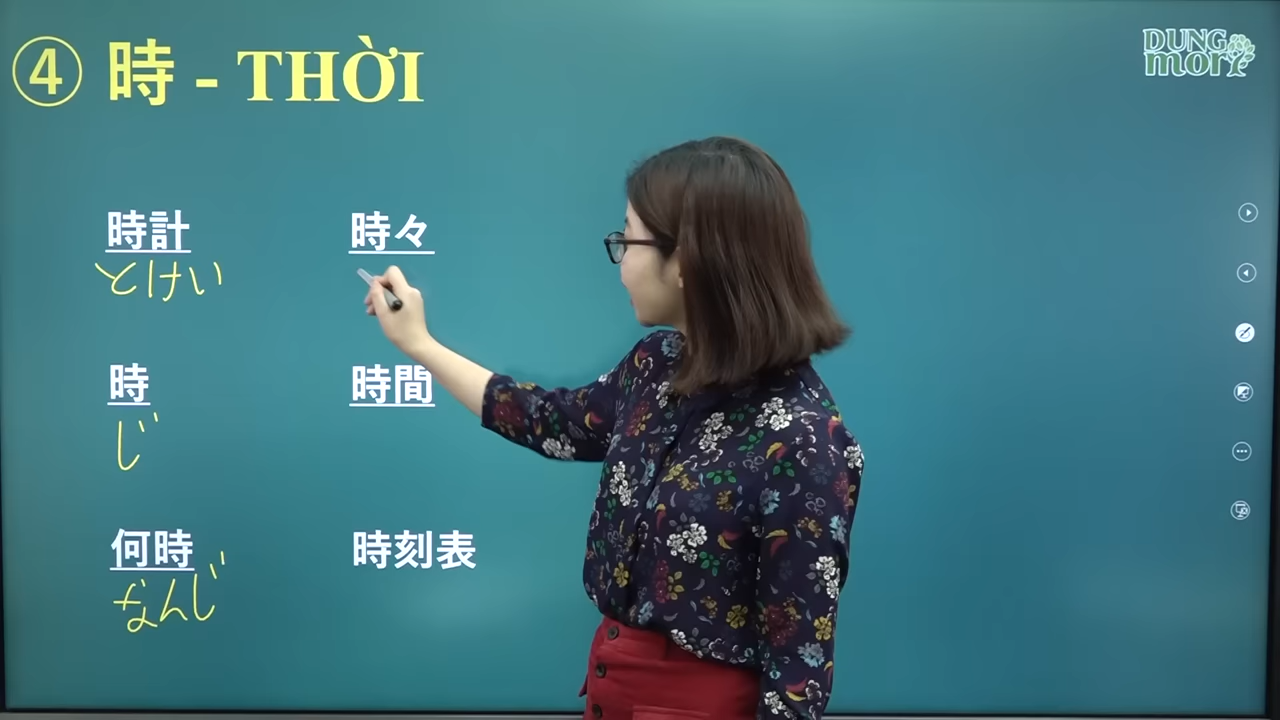 ④ 時 - THỜI
DUNG
mori
時計
とけい
時
じ
何時
なんじ
時々
時間
時刻表